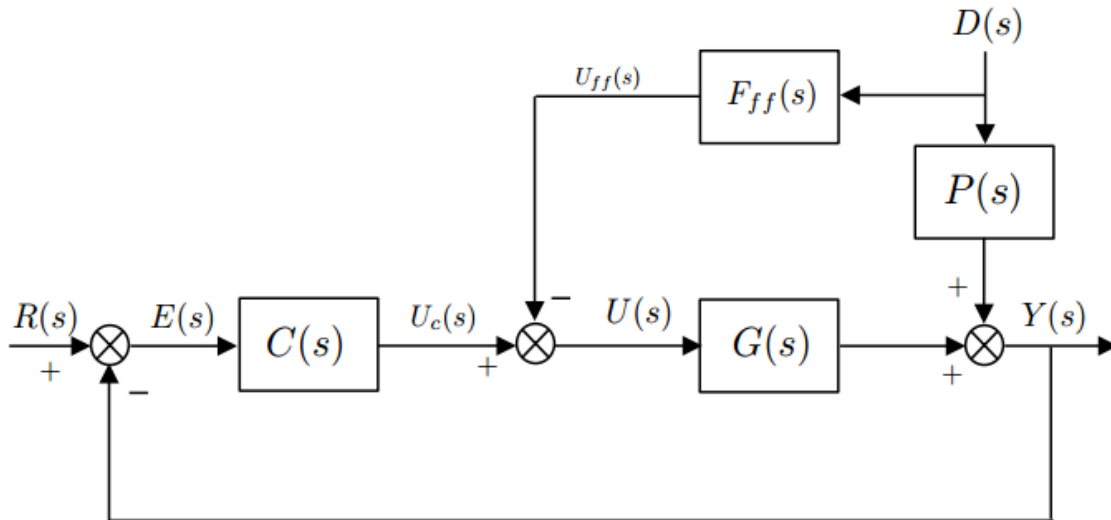 D(s)
U_{ff}(s)
F_{ff}(s)
P(s)
+
R(s)
E(s)
C(s)
U_c(s)
−
U(s)
G(s)
Y(s)
+
−
+
+